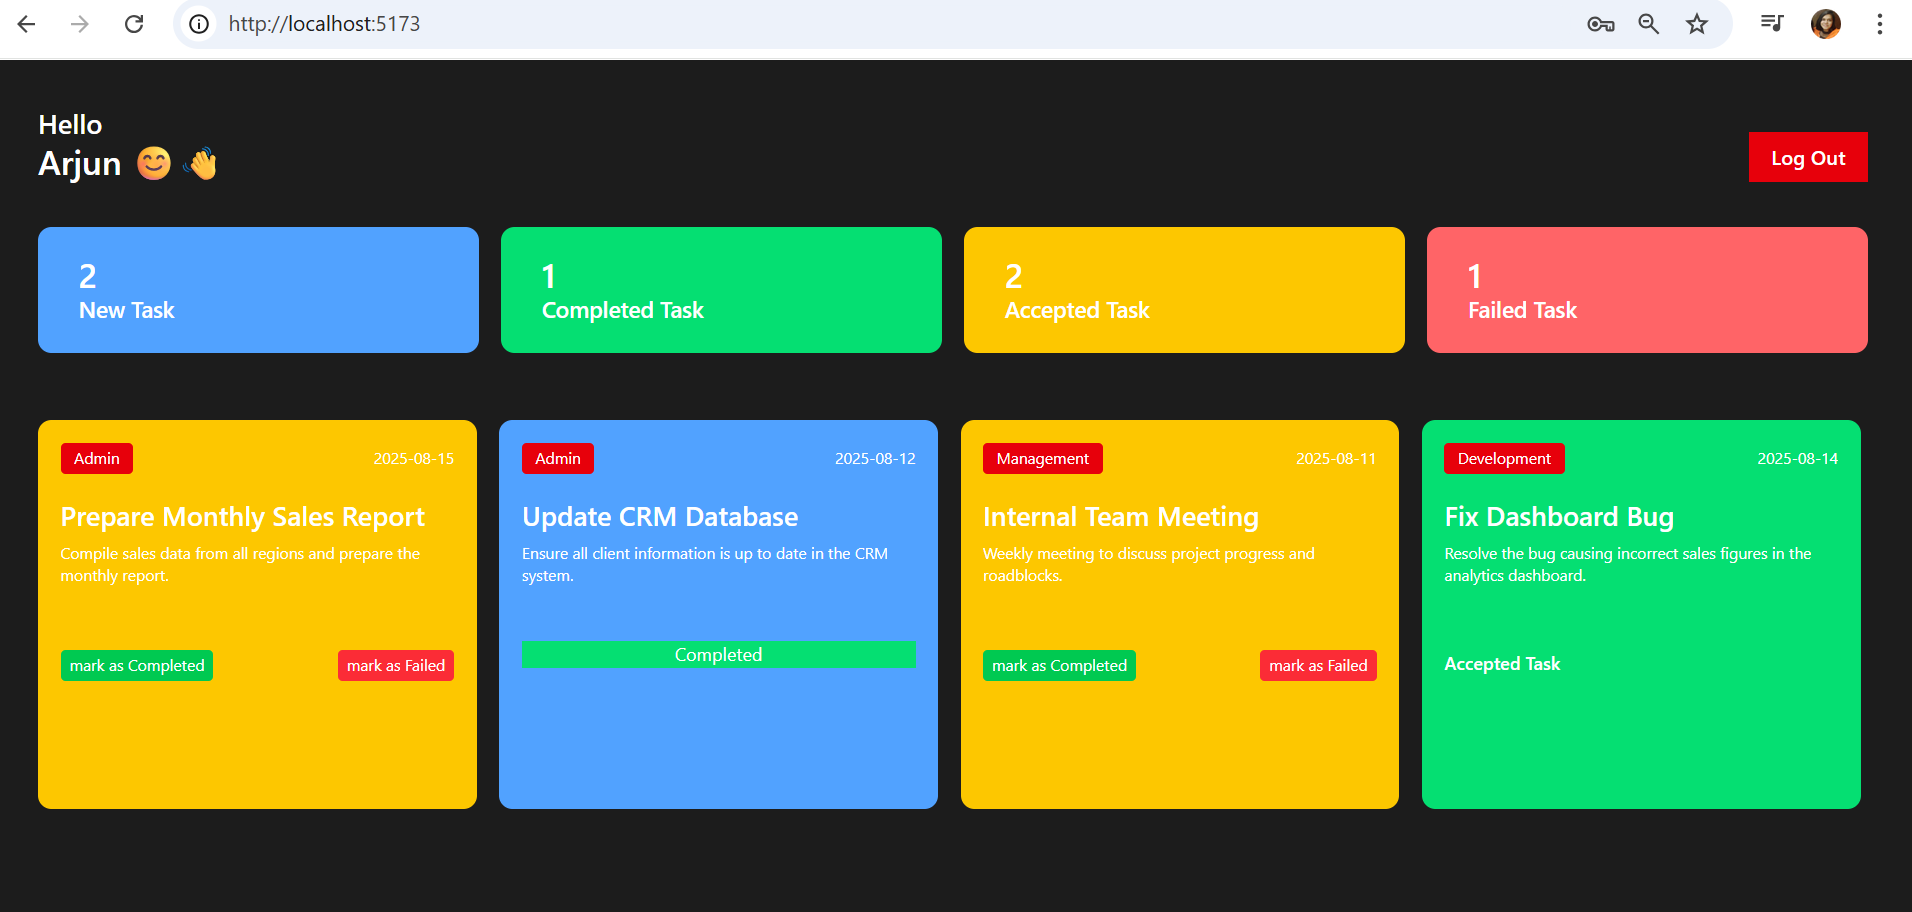 http://localhost:5173
Hello
Arjun 😊 👋
Log Out
2
New Task
1
Completed Task
2
Accepted Task
1
Failed Task
Admin
2025-08-15
Prepare Monthly Sales Report
Compile sales data from all regions and prepare the
monthly report.
mark as Completed
mark as Failed
Admin
2025-08-12
Update CRM Database
Ensure all client information is up to date in the CRM
system.
Completed
Management
2025-08-11
Internal Team Meeting
Weekly meeting to discuss project progress and
roadblocks.
mark as Completed
mark as Failed
Development
2025-08-14
Fix Dashboard Bug
Resolve the bug causing incorrect sales figures in the
analytics dashboard.
Accepted Task